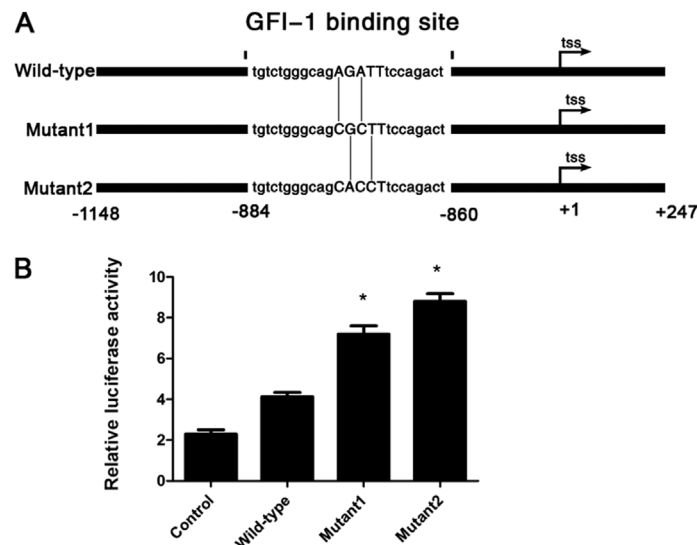 A
GFI-1 binding site
Wild-type
tgtctgggcagAGATTtccagact
tss
Mutant1
tgtctgggcagCGCTTtccagact
tss
Mutant2
tgtctgggcagCACCTtccagact
tss
-1148
-884
-860
+1
+247
B
Relative luciferase activity
10
8
6
4
2
0
*
*
Control
Wild-type
Mutant1
Mutant2